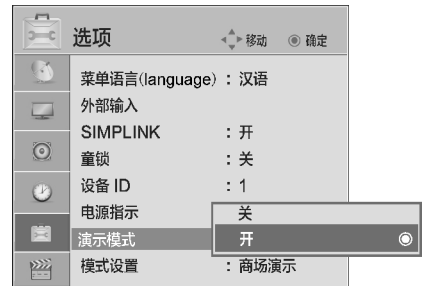 选项 移动 确定
菜单语言(language) : 汉语
外部输入
SIMPLINK : 开
童锁 : 关
设备 ID : 1
电源指示 关
演示模式 开
模式设置 : 商场演示